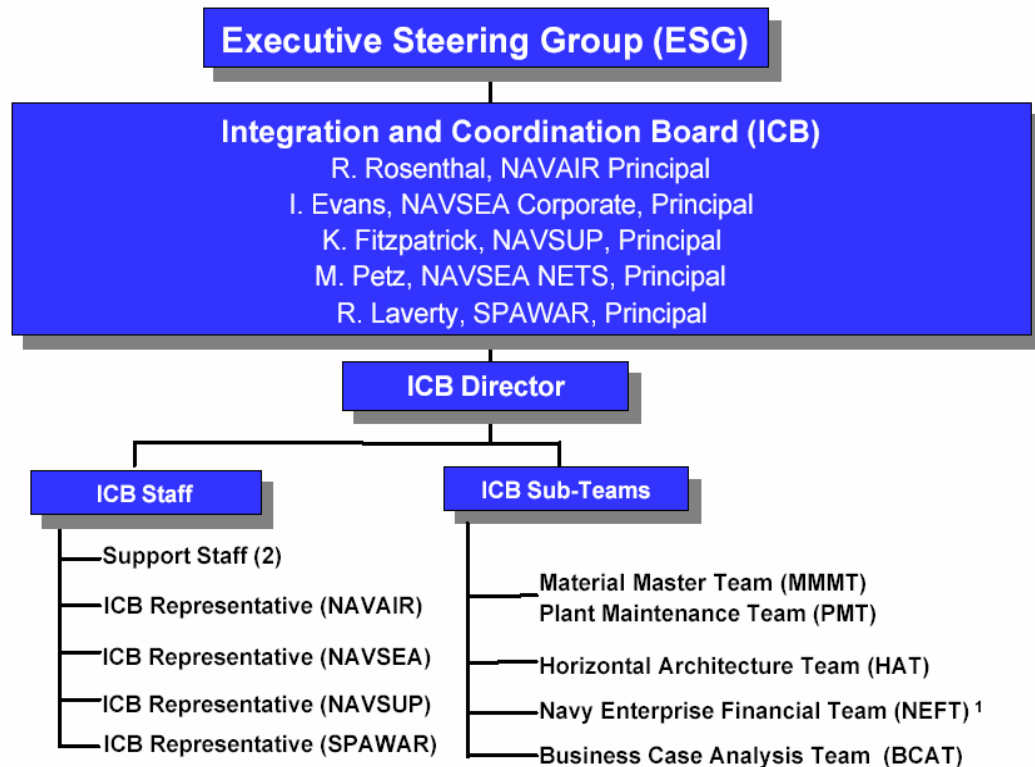 Executive Steering Group (ESG)
Integration and Coordination Board (ICB)
R. Rosenthal, NAVAIR Principal
I. Evans, NAVSEA Corporate, Principal
K. Fitzpatrick, NAVSUP, Principal
M. Petz, NAVSEA NETS, Principal
R. Laverty, SPAWAR, Principal
ICB Director
ICB Staff
Support Staff (2)
ICB Representative (NAVAIR)
ICB Representative (NAVSEA)
ICB Representative (NAVSUP)
ICB Representative (SPAWAR)
ICB Sub-Teams
Material Master Team (MMMT)
Plant Maintenance Team (PMT)
Horizontal Architecture Team (HAT)
Navy Enterprise Financial Team (NEFT) ¹
Business Case Analysis Team (BCAT)